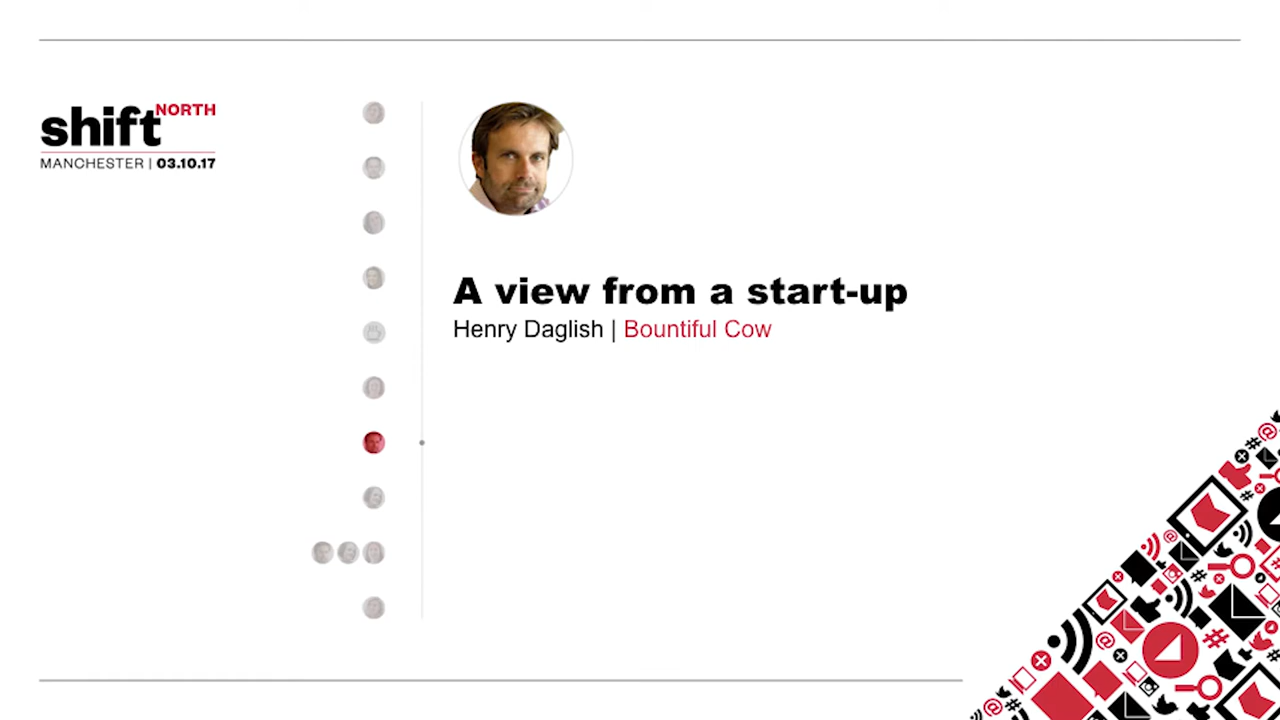 shift NORTH
MANCHESTER | 03.10.17
A view from a start-up
Henry Daglish | Bountiful Cow